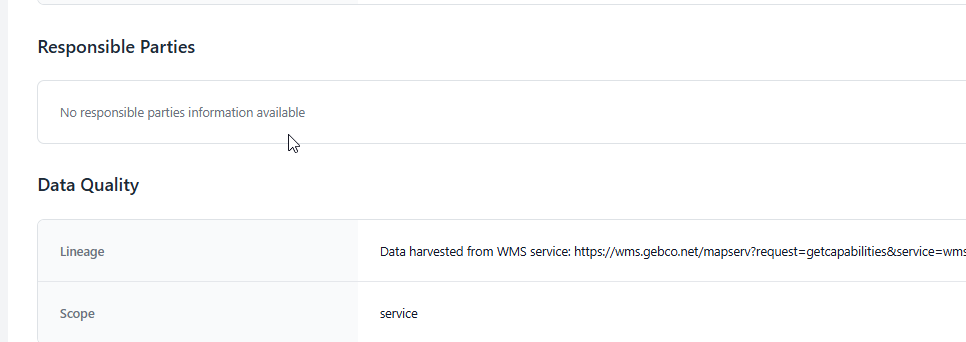 Responsible Parties
No responsible parties information available
Data Quality
Lineage
Data harvested from WMS service: https://wms.gebco.net/mapserv?request=getcapabilities&service=wms
Scope
service